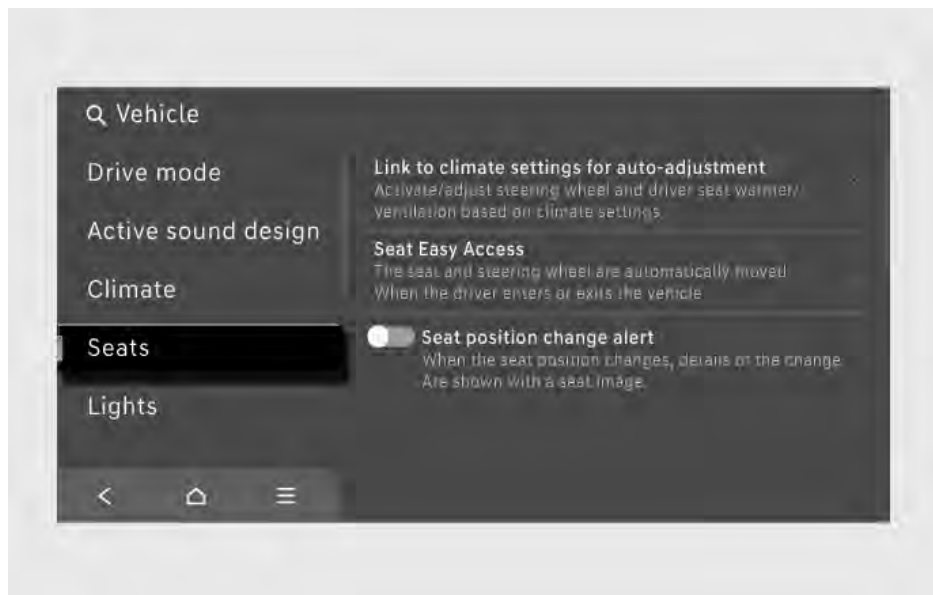 Vehicle
Drive mode
Active sound design
Climate
Seats
Lights
Link to climate settings for auto-adjustment
Activate/adjust steering wheel and driver seat warmer/
ventilation based on climate settings
Seat Easy Access
The seat and steering wheel are automatically moved
When the driver enters or exits the vehicle
Seat position change alert
When the seat position changes, details of the change
Are shown with a seat image.